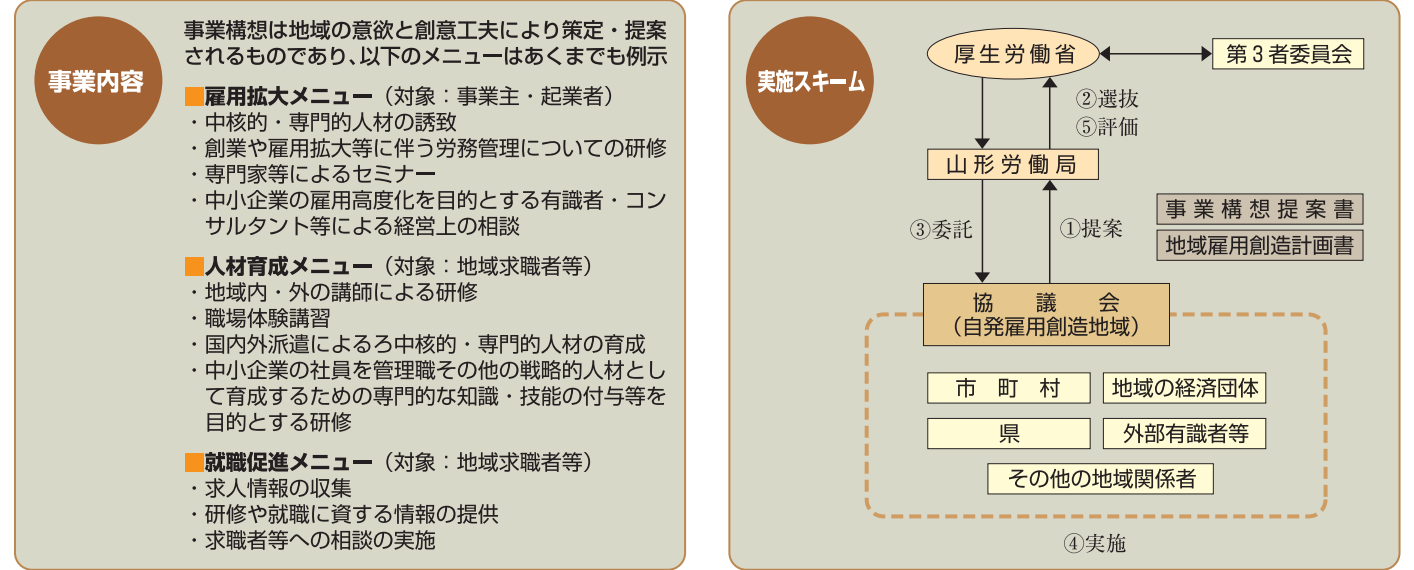 事業内容
事業構想は地域の意欲と創意工夫により策定・提案
されるものであり、以下のメニューはあくまでも例示
■雇用拡大メニュー（対象：事業主・起業者）
・中核的・専門的人材の誘致
・創業や雇用拡大等に伴う労務管理についての研修
・専門家等によるセミナー
・中小企業の雇用高度化を目的とする有識者・コン
サルタント等による経営上の相談
■人材育成メニュー（対象：地域求職者等）
・地域内・外の講師による研修
・職場体験講習
・国内外派遣によるろ中核的・専門的人材の育成
・中小企業の社員を管理職その他の戦略的人材とし
て育成するための専門的な知識・技能の付与等を
目的とする研修
■就職促進メニュー（対象：地域求職者等）
・求人情報の収集
・研修や就職に資する情報の提供
・求職者等への相談の実施
実施スキーム
厚生労働省
第3者委員会
②選抜
⑤評価
山形労働局
③委託
①提案
事業構想提案書
地域雇用創造計画書
協議会
（自発雇用創造地域）
市町村
地域の経済団体
県
外部有識者等
その他の地域関係者
④実施